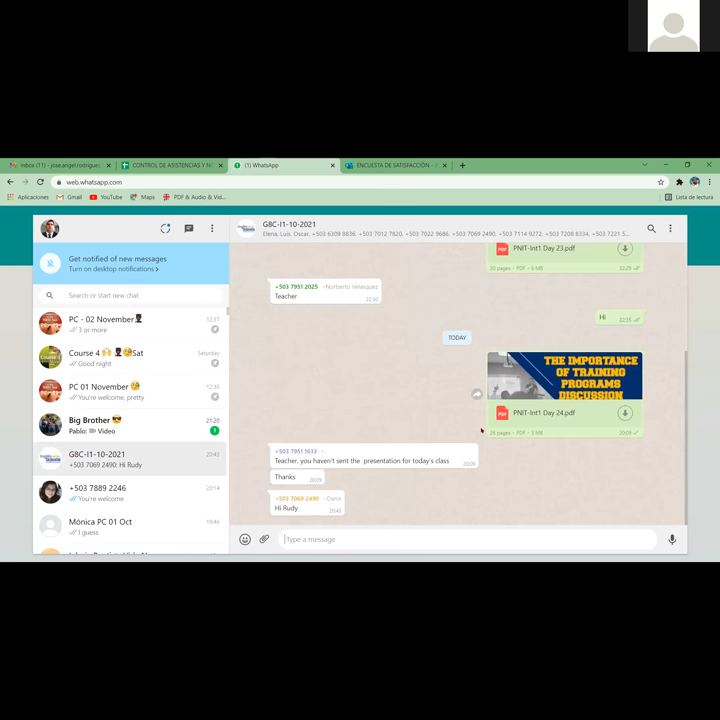 Inbox (11) - jose.angel.rodrigue
CONTROL DE ASISTENCIAS Y N
(1) WhatsApp
ENCUESTA DE SATISFACCIÓN -
web.whatsapp.com
Aplicaciones
Gmail
YouTube
Maps
PDF & Audio & Vid...
Lista de lectura
G8C-I1-10-2021
Elena, Luis. Oscar, +503 6309 8836, +503 7012 7820, +503 7022 9686, +503 7069 2490, +503 7114 9272, +503 7208 8334, +503 7221 5...
Get notified of new messages
Turn on desktop notifications >
Search or start new chat
PC - 02 November
12:37
3 or more
Course 4
Sat
Saturday
Good night
PC 01 November
12:36
You're welcome, pretty
Big Brother
21:20
Pablo: Video
1
G8C-I1-10-2021
20:43
+503 7069 2490: Hi Rudy
+503 7889 2246
20:14
You're welcome
Mónica PC 01 Oct
19:46
I guess
PNIT-Int1 Day 23.pdf
30 pages • PDF • 6 MB
22:29
+503 7951 2025 ~Norberto Velasquez
Teacher
22:30
Hi
22:35
TODAY
THE IMPORTANCE
OF TRAINING
PROGRAMS
DISCUSSION
PDF
PNIT-Int1 Day 24.pdf
26 pages • PDF • 5 MB
20:09
+503 7951 1633 ~.
Teacher, you haven't sent the presentation for today's class
20:09
Thanks
20:09
+503 7069 2490 ~Dario
Hi Rudy
20:43
Type a message